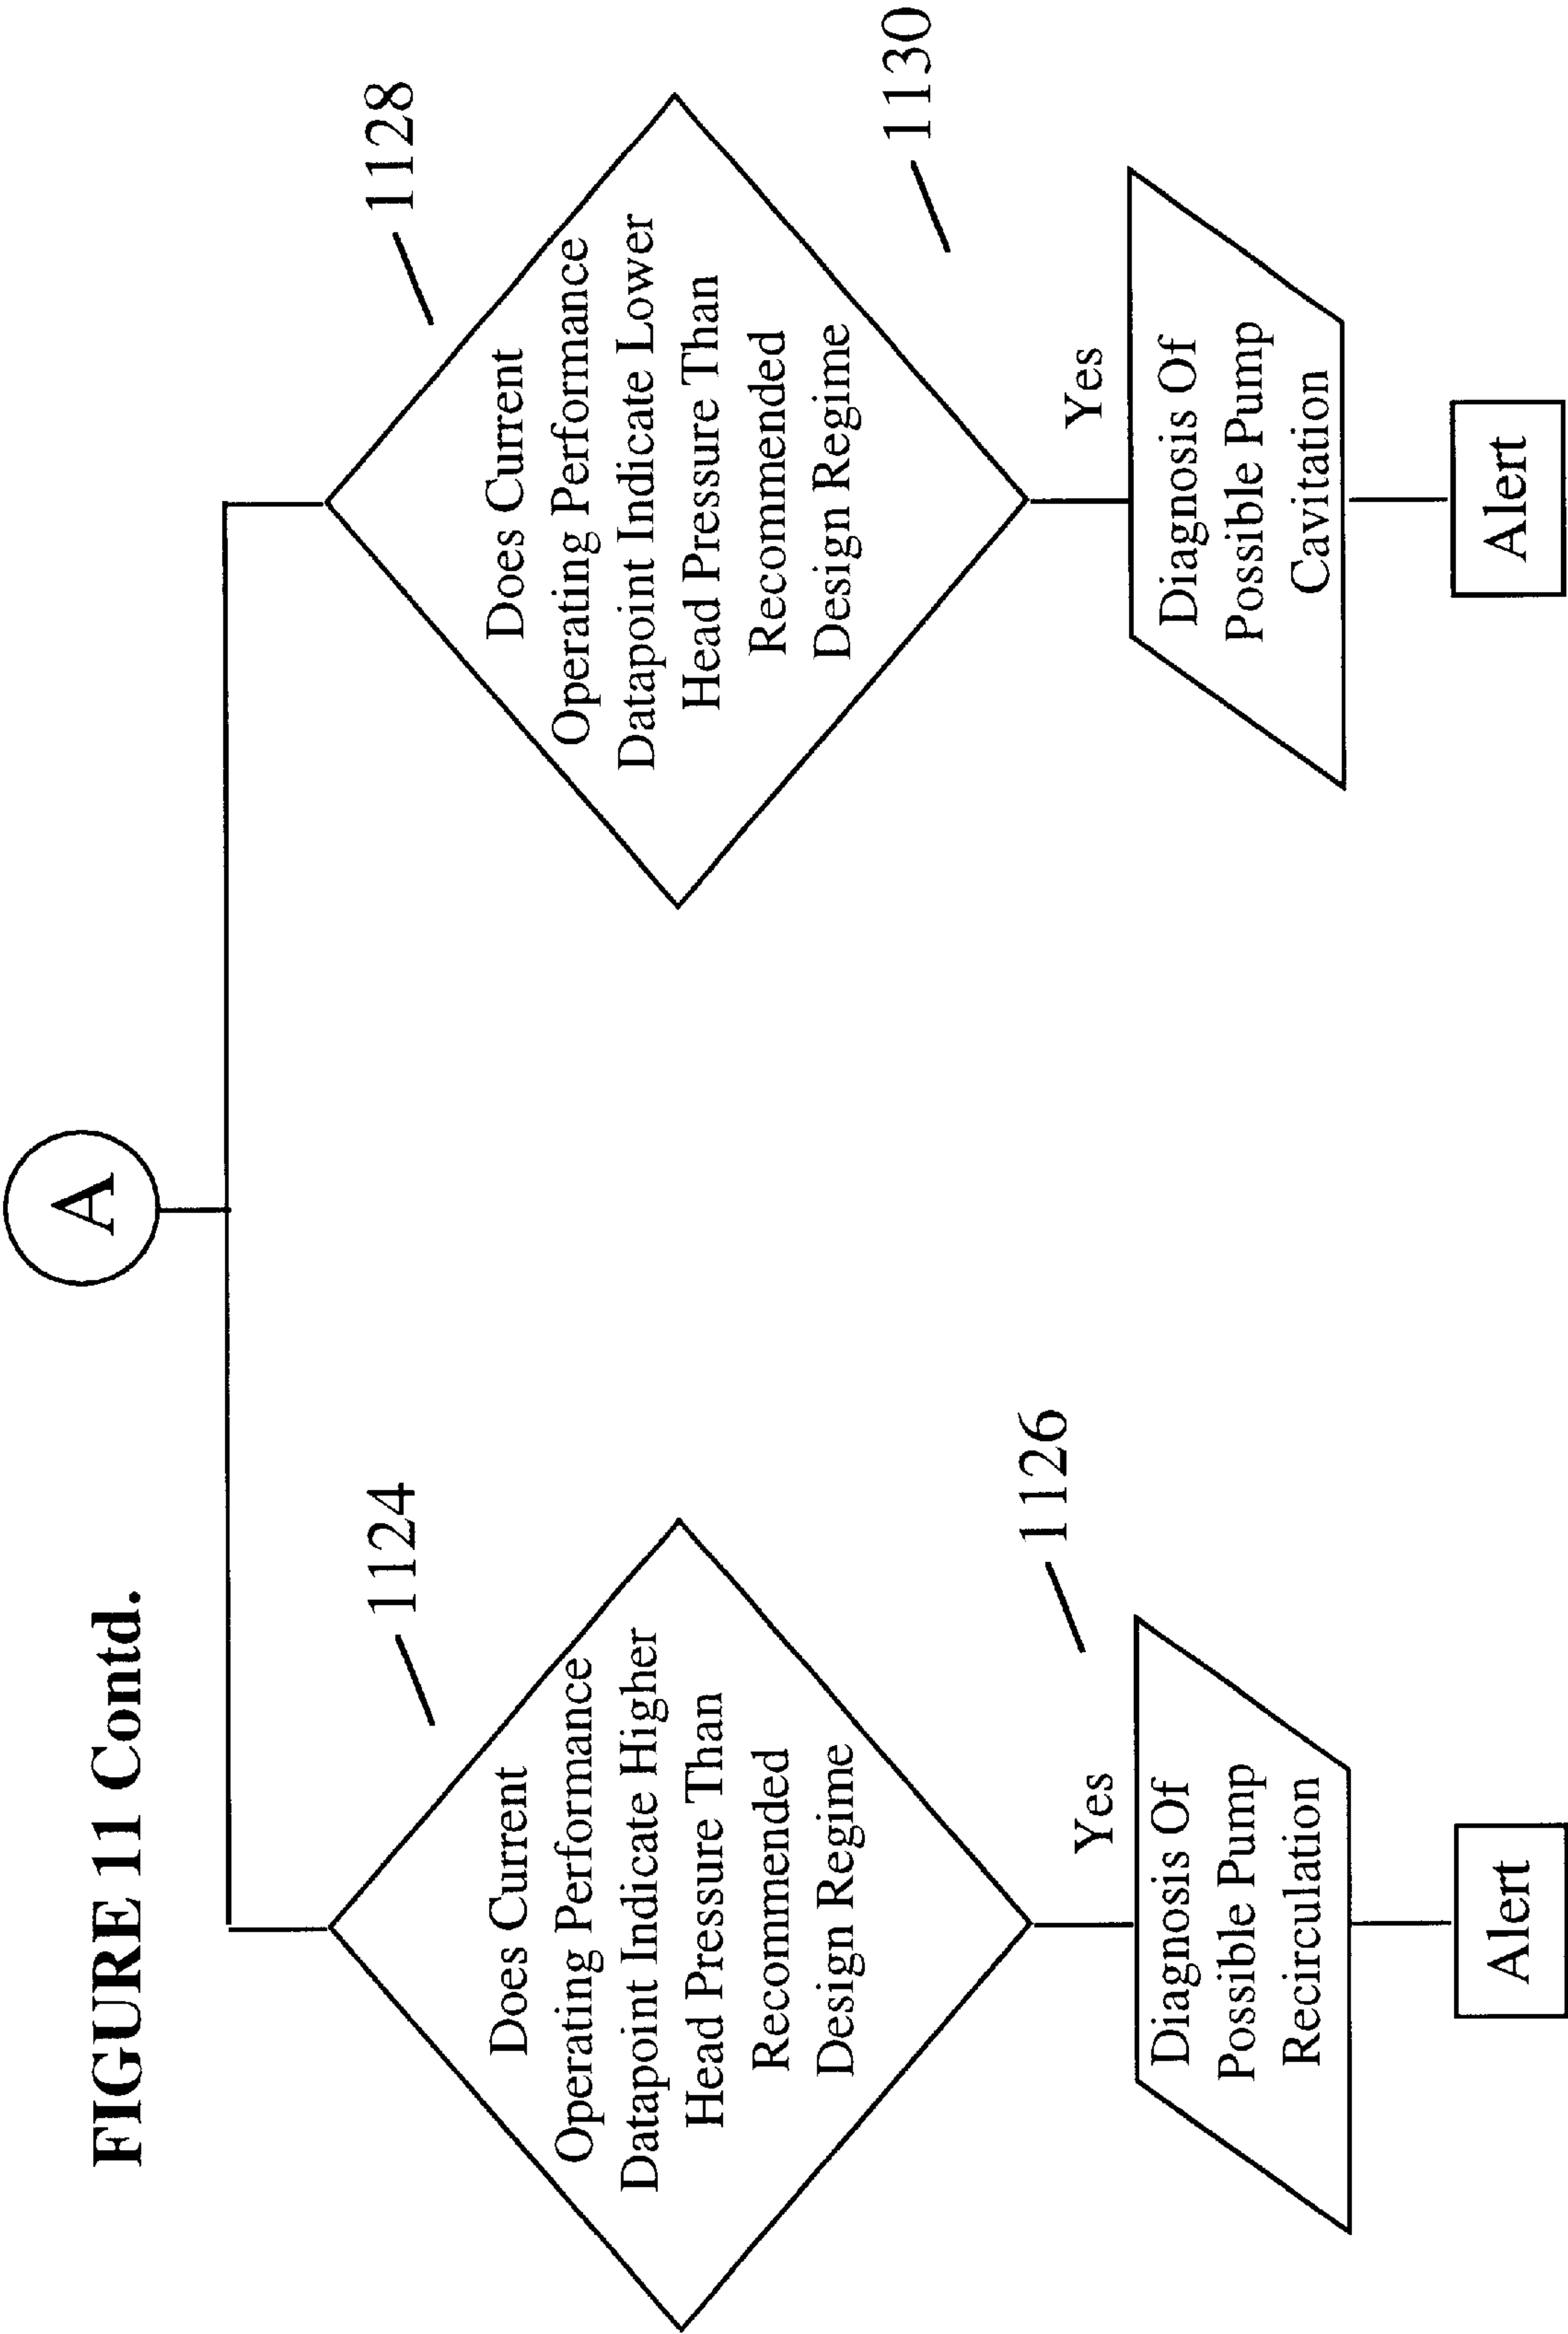 FIGURE 11 Contd.
A
1124
Does Current
Operating Performance
Datapoint Indicate Higher
Head Pressure Than
Recommended
Design Regime
Yes
1126
Diagnosis Of
Possible Pump
Recirculation
Alert
1128
Does Current
Operating Performance
Datapoint Indicate Lower
Head Pressure Than
Recommended
Design Regime
1130
Yes
Diagnosis Of
Possible Pump
Cavitation
Alert